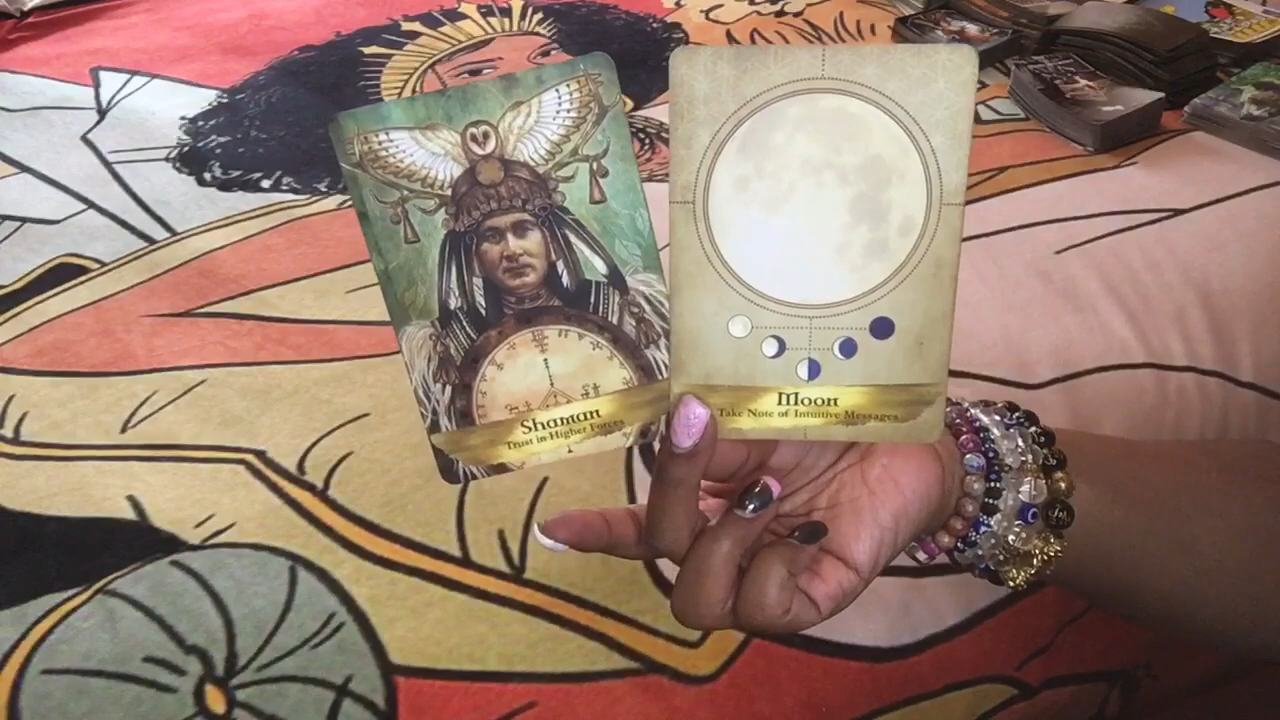 Shaman
Trust in Higher Forces
Moon
Take Note of Intuitive Messages